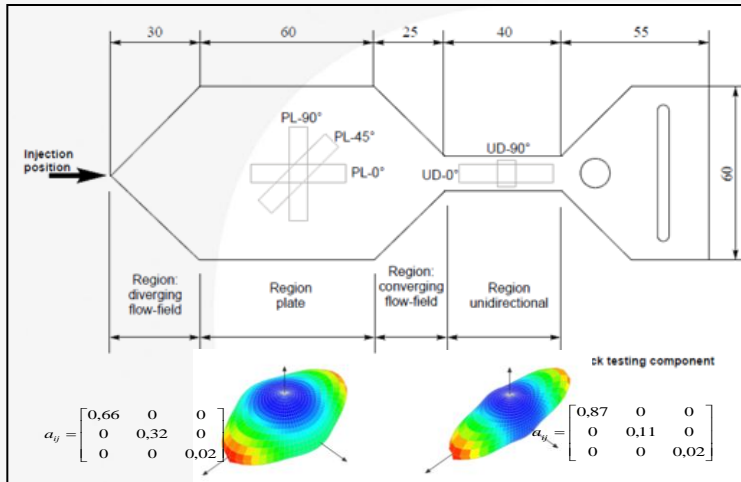 30 60 25 40 55
PL-90°
PL-45°
PL-0°
UD-90°
UD-0°
Injection
position
60
Region:
diverging
flow-field
Region
plate
Region:
converging
flow-field
Region
unidirectional
ck testing component
a_ij = [0,66 0 0
0 0,32 0
0 0 0,02]
a_ij = [0,87 0 0
0 0,11 0
0 0 0,02]